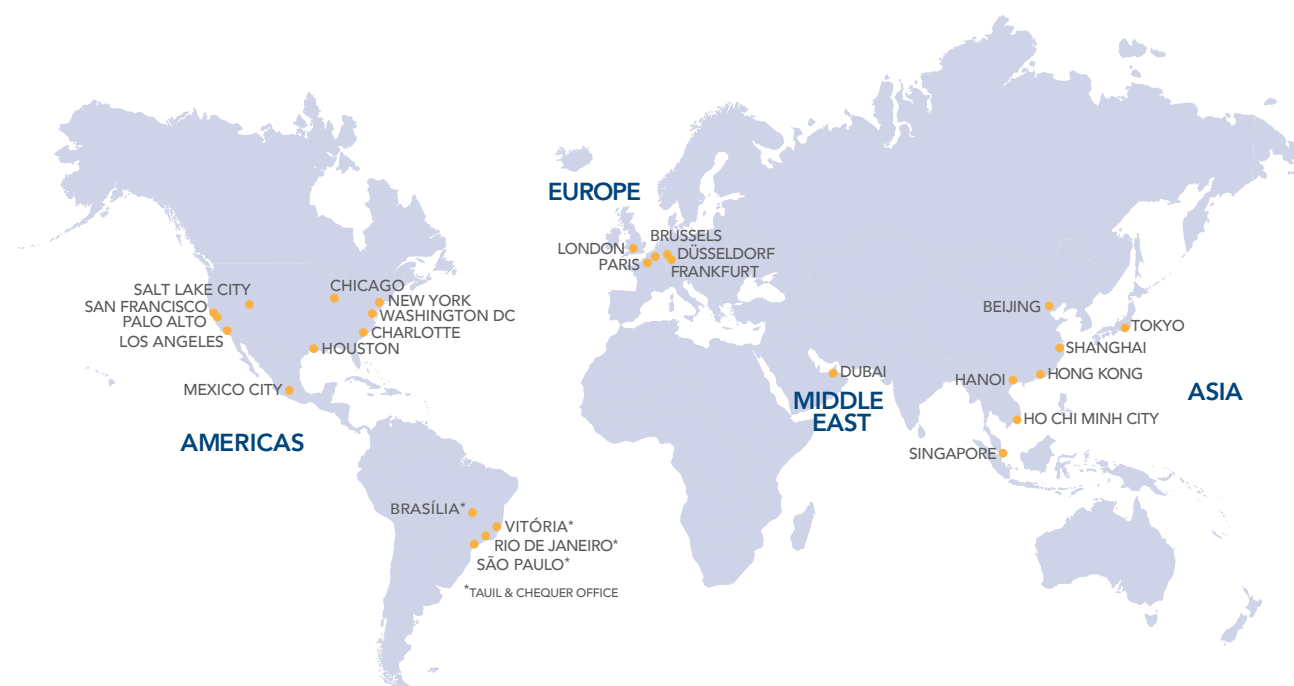 EUROPE
BRUSSELS
LONDON
DÜSSELDORF
PARIS
FRANKFURT
SALT LAKE CITY
CHICAGO
SAN FRANCISCO
NEW YORK
PALO ALTO
WASHINGTON DC
LOS ANGELES
CHARLOTTE
HOUSTON
MEXICO CITY
AMERICAS
BRASÍLIA*
VITÓRIA*
RIO DE JANEIRO*
SÃO PAULO*
*TAUIL & CHEQUER OFFICE
DUBAI
MIDDLE
EAST
BEIJING
TOKYO
SHANGHAI
HANOI
HONG KONG
ASIA
HO CHI MINH CITY
SINGAPORE